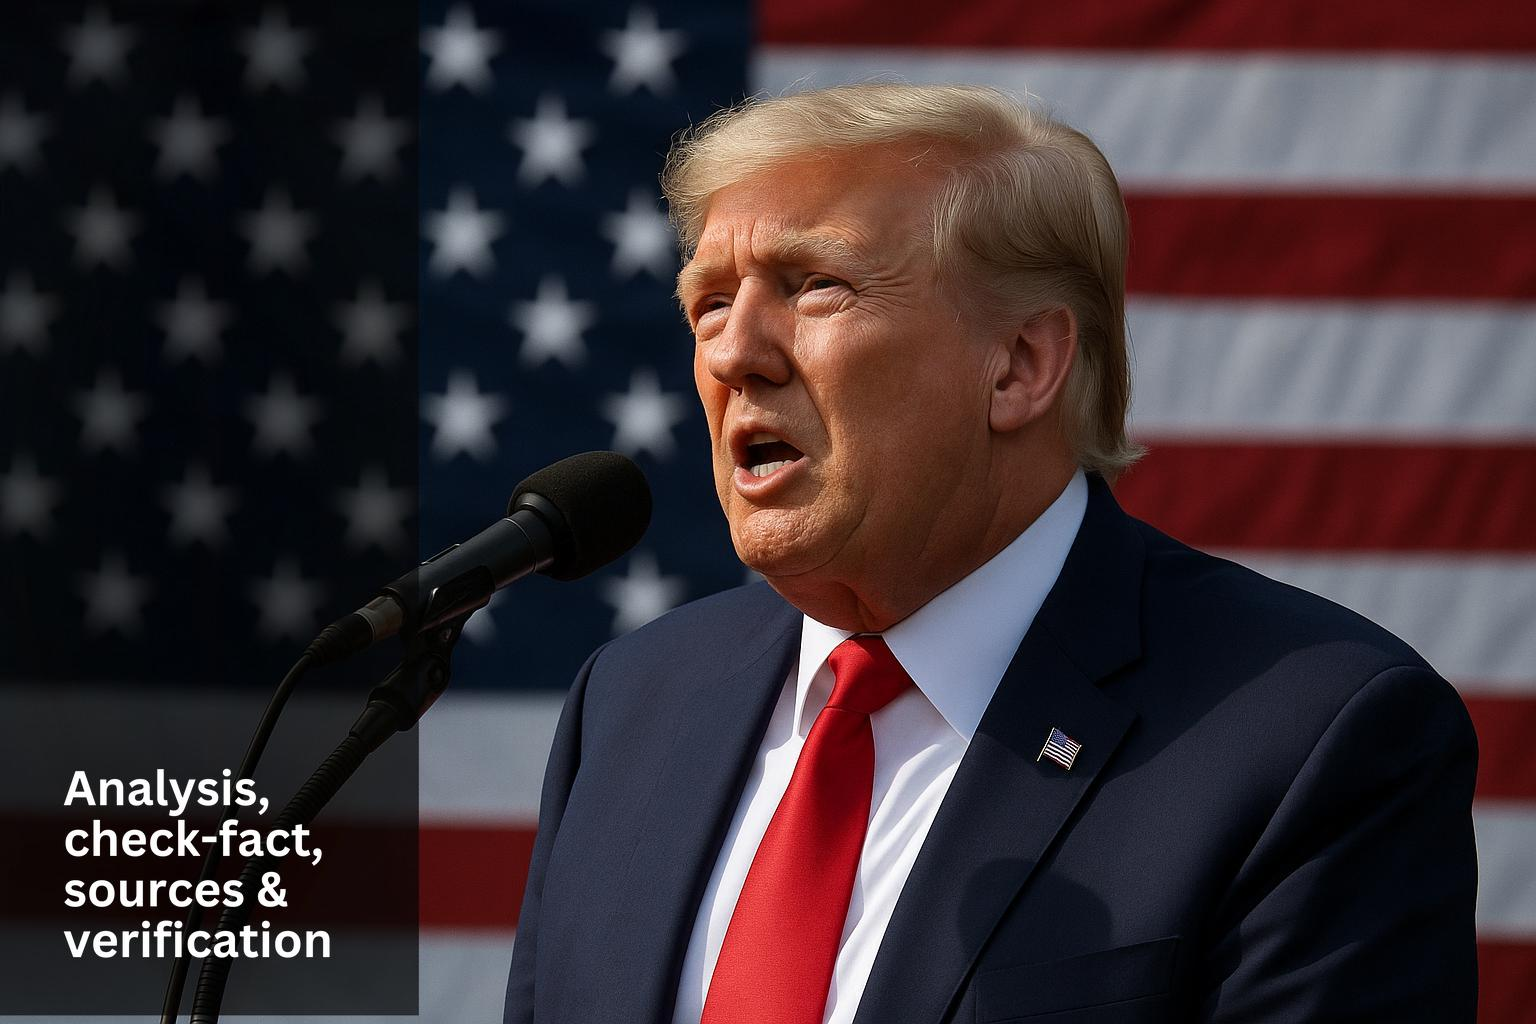 Analysis,
check-fact,
sources &
verification